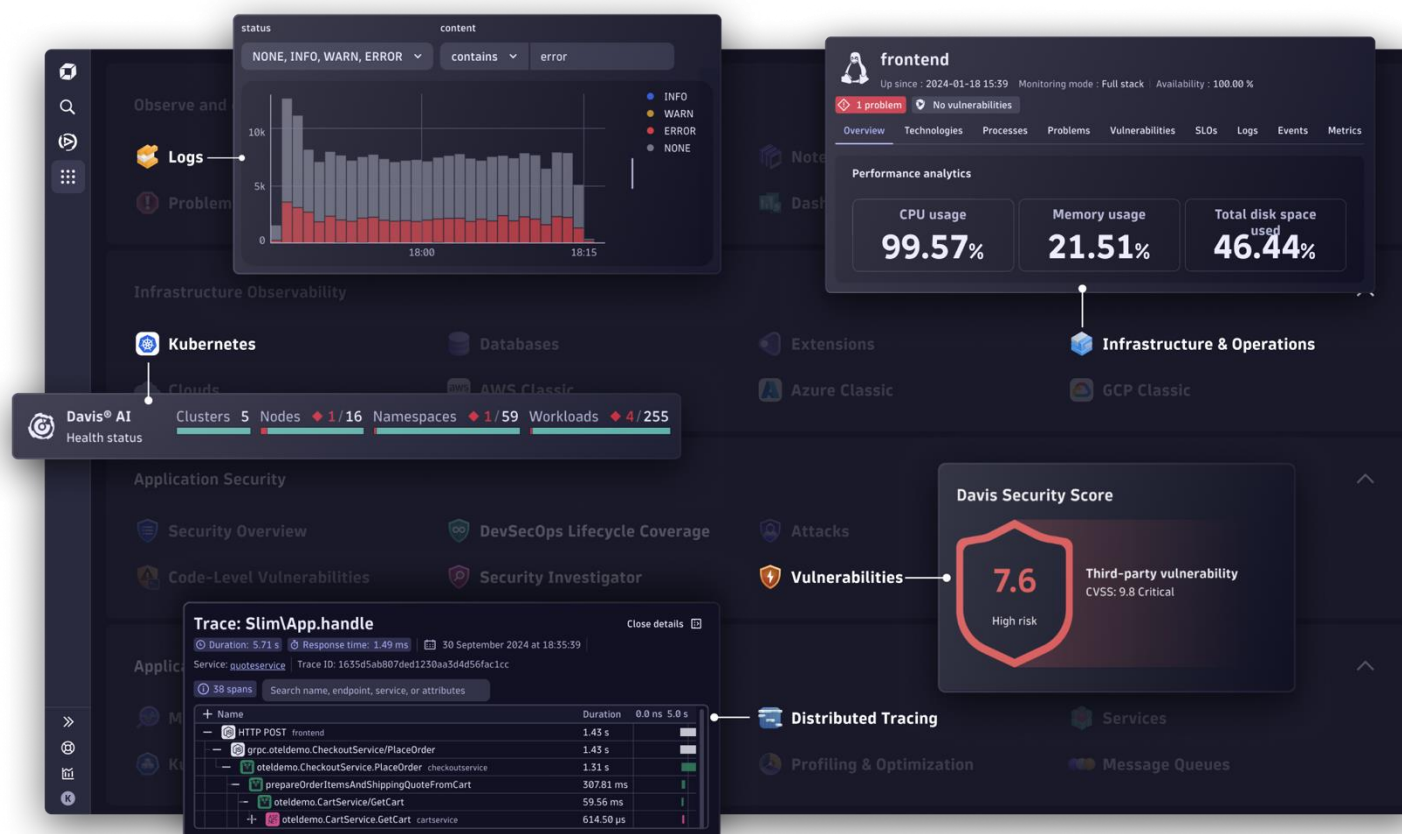 status
content
NONE, INFO, WARN, ERROR
contains
error
10k
5k
0
18:00
18:15
INFO
WARN
ERROR
NONE
frontend
Up since : 2024-01-18 15:39 Monitoring mode : Full stack Availability : 100.00 %
1 problem
No vulnerabilities
Overview Technologies Processes Problems Vulnerabilities SLOs Logs Events Metrics
Performance analytics
CPU usage
99.57%
Memory usage
21.51%
Total disk space used
46.44%
Observe and
Logs
Problem
Note
Dash
Infrastructure Observability
Kubernetes
Databases
Extensions
Infrastructure & Operations
Clouds
AWS Classic
Azure Classic
GCP Classic
Davis® AI
Health status
Clusters 5 Nodes 1/16 Namespaces 1/59 Workloads 4/255
Application Security
Security Overview
DevSecOps Lifecycle Coverage
Attacks
Code-Level Vulnerabilities
Security Investigator
Vulnerabilities
Davis Security Score
7.6
High risk
Third-party vulnerability
CVSS: 9.8 Critical
Trace: Slim\App.handle
Close details
Duration: 5.71 s
Response time: 1.49 ms
30 September 2024 at 18:35:39
Service: quoteservice Trace ID: 1635d5ab807ded1230aa3d4d56fac1cc
38 spans
Search name, endpoint, service, or attributes
Name Duration 0.0 ns 5.0 s
HTTP POST frontend 1.43 s
grpc.oteldemo.CheckoutService/PlaceOrder 1.43 s
oteldemo.CheckoutService.PlaceOrder checkoutservice 1.31 s
prepareOrderItemsAndShippingQuoteFromCart 307.81 ms
oteldemo.CartService/GetCart 59.56 ms
oteldemo.CartService.GetCart cartservice 614.50 µs
Applic
M
Ku
Distributed Tracing
Services
Profiling & Optimization
Message Queues
K